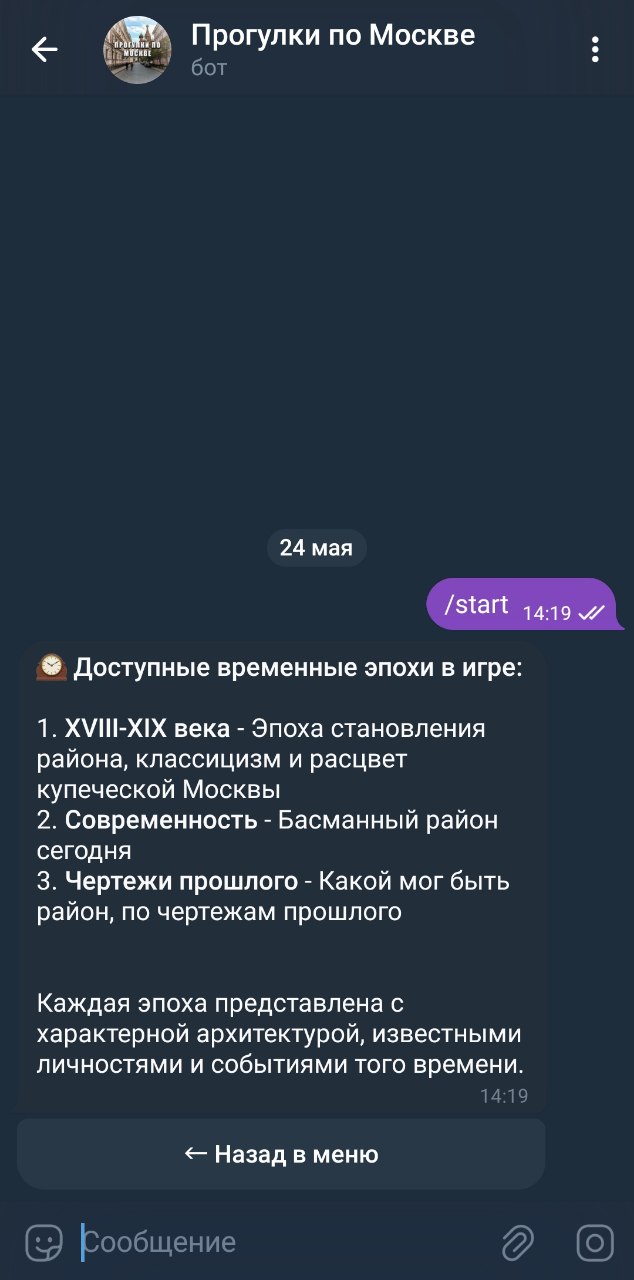 Прогулки по Москве
ПРОГУЛКИ ПО
МОСКВЕ
бот
24 мая
/start 14:19
Доступные временные эпохи в игре:
1. XVIII-XIX века - Эпоха становления
района, классицизм и расцвет
купеческой Москвы
2. Современность - Басманный район
сегодня
3. Чертежи прошлого - Какой мог быть
район, по чертежам прошлого
Каждая эпоха представлена с
характерной архитектурой, известными
личностями и событиями того времени.
14:19
← Назад в меню
Сообщение